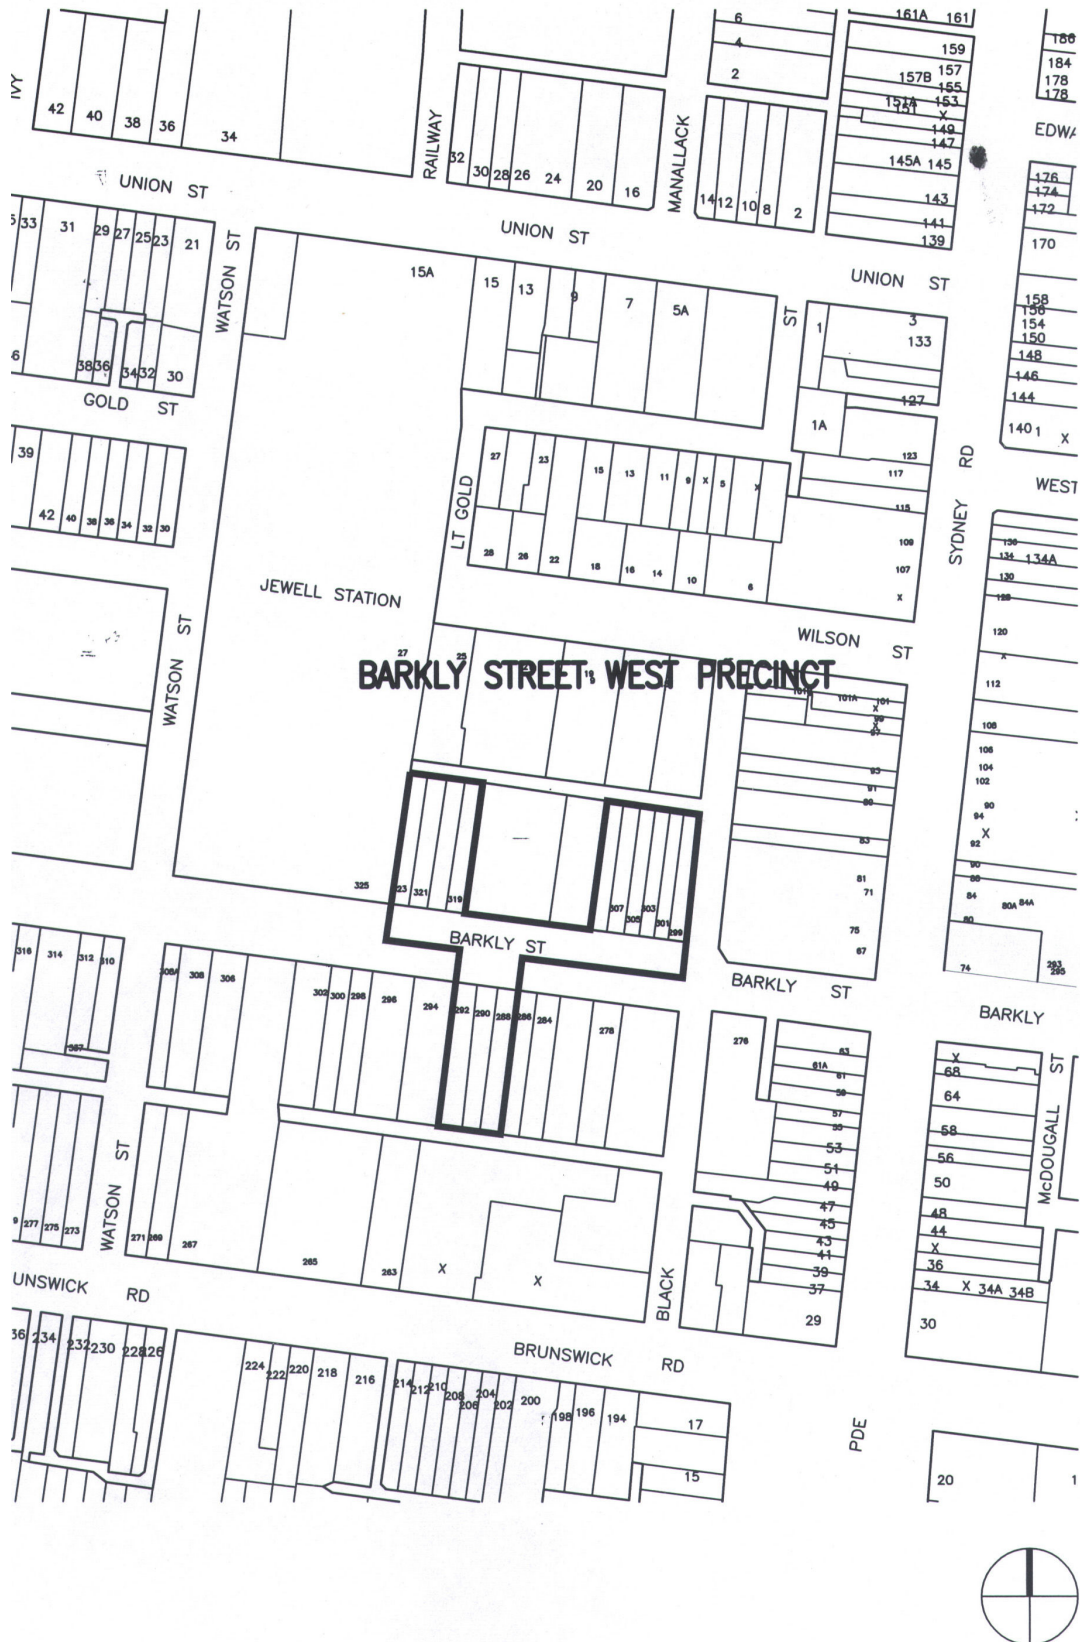 161A 161
6
4
2
159
157
157B
155
151A 153
151
X
149
147
145A 145
143
141
139
186
184
178
178
EDWA
IVY
42 40 38 36 34
RAILWAY
32 30 28 26 24 20 16
MANALLACK
14 12 10 8 2
176
174
172
170
UNION ST
UNION ST
UNION ST
33 31 29 27 25 23 21
WATSON ST
15A
15 13 9 7 5A
ST
1
3
133
127
1A
158
156
154
150
148
146
144
140 1 X
38 36 34 32 30
GOLD ST
39
42 40 38 36 34 32 30
LT GOLD
27 23 15 13 11 9 X 5 X
28 26 22 18 16 14 10 6
123
117
115
109
107
X
SYDNEY RD
WEST
136
134 134A
130
128
120
X
112
108
106
104
102
90
94
X
92
90
88
84
80A 84A
80
74
293
295
JEWELL STATION
WATSON ST
WILSON ST
27 25
BARKLY STREET WEST PRECINCT
101A 101
X
99
X
97
93
91
89
83
81
71
75
67
325 23 321 319
307 305 303 301 299
BARKLY ST
BARKLY ST
BARKLY
316 314 312 310
308A 308 306
302 300 298 296 294 292 290 288 286 284 278
276
63
61A 61
59
57
55
53
51
49
47
45
43
41
39
37
29
X
68
64
58
56
50
48
44
X
36
34 X 34A 34B
30
McDOUGALL ST
WATSON ST
277 275 273
271 269 267
265 263 X X
BLACK
UNSWICK RD
BRUNSWICK RD
36 234 232 230 228 226
224 222 220 218 216
214 212 210 208 206 204 202 200
198 196 194
17
15
PDE
20 1